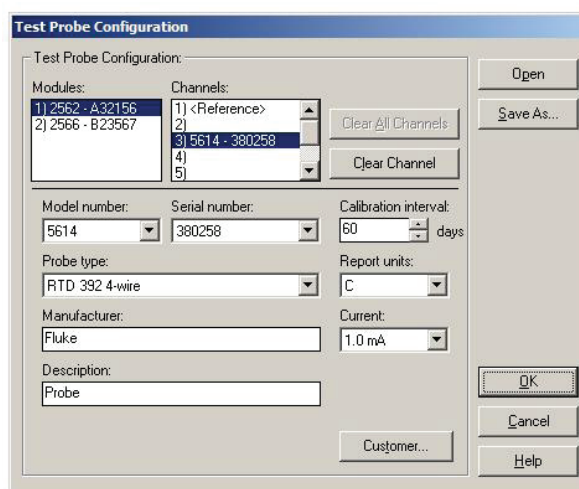 Test Probe Configuration
Test Probe Configuration:
Modules:
1) 2562 - A32156
2) 2566 - B23567
Channels:
1) <Reference>
2)
3) 5614 - 380258
4)
5)
Clear All Channels
Clear Channel
Open
Save As...
Model number:
5614
Serial number:
380258
Calibration interval:
60 days
Probe type:
RTD 392 4-wire
Report units:
C
Manufacturer:
Fluke
Current:
1.0 mA
Description:
Probe
Customer...
OK
Cancel
Help